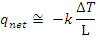 q_net ≅ −k ΔT/L